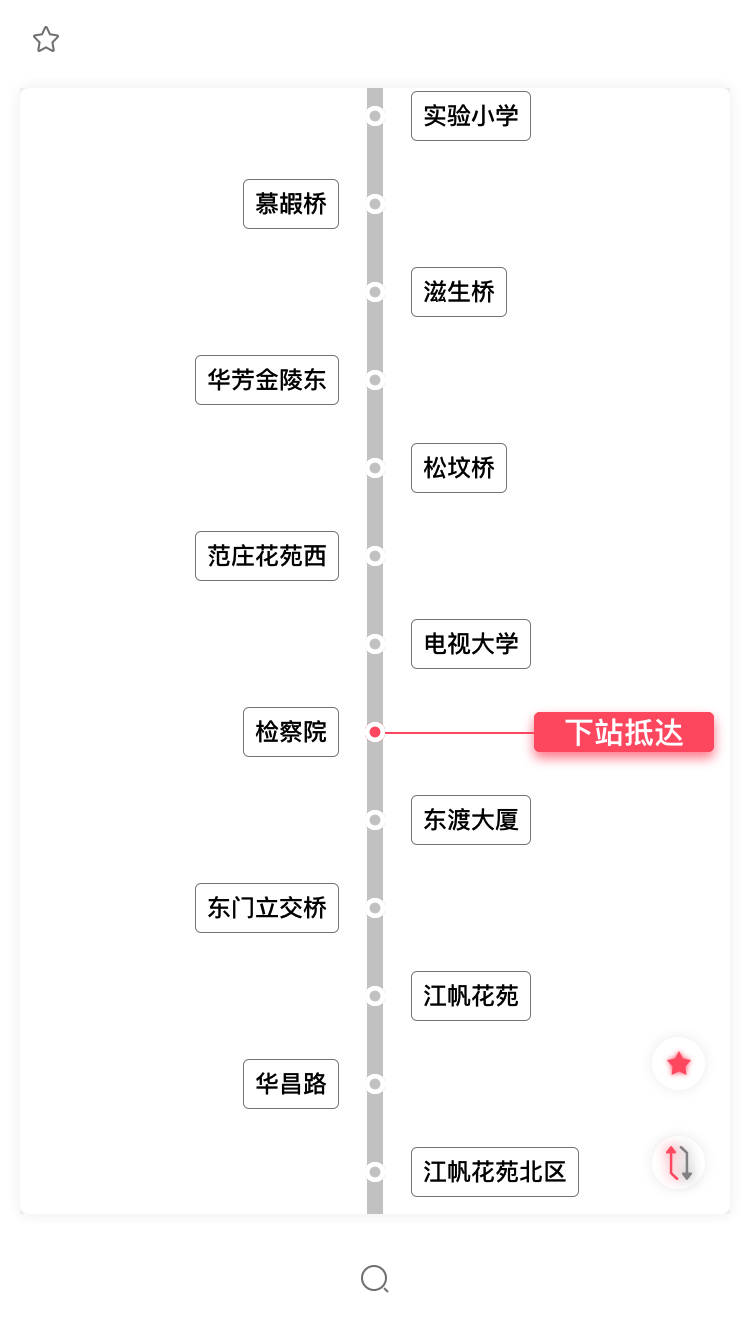 实验小学
慕嘏桥
滋生桥
华芳金陵东
松坟桥
范庄花苑西
电视大学
检察院
下站抵达
东渡大厦
东门立交桥
江帆花苑
华昌路
江帆花苑北区